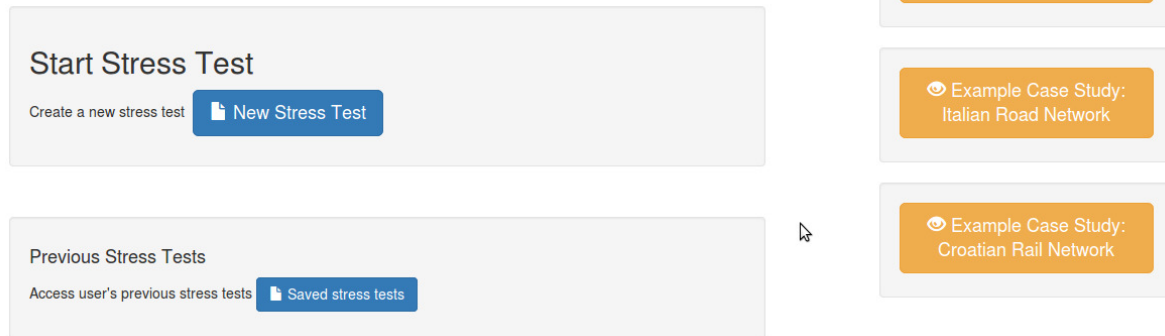 Start Stress Test
Create a new stress test New Stress Test
Previous Stress Tests
Access user's previous stress tests Saved stress tests
Example Case Study:
Italian Road Network
Example Case Study:
Croatian Rail Network